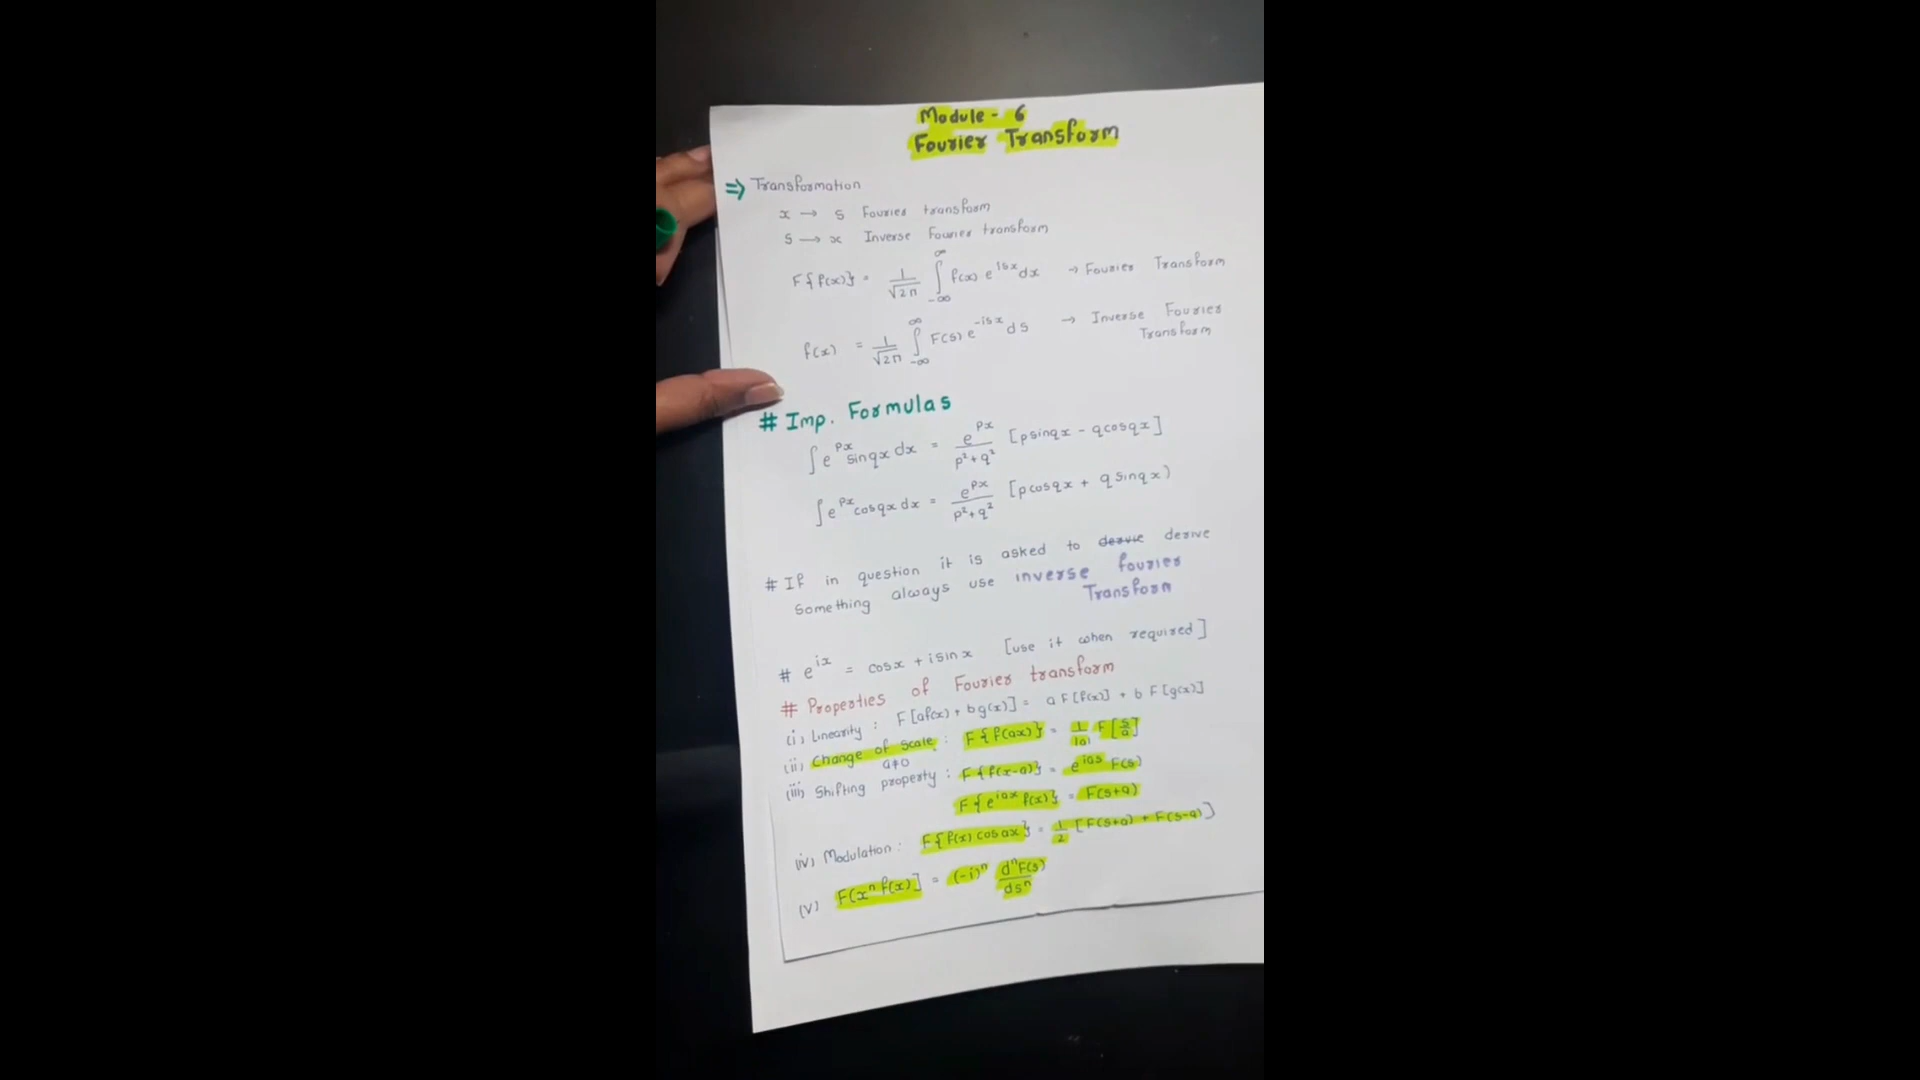 Module - 6
Fourier Transform
⇒ Transformation
x → s Fourier transform
s → x Inverse Fourier transform
F{f(x)} = 1/√2π ∫_{-∞}^{∞} f(x) e^{isx} dx → Fourier Transform
f(x) = 1/√2π ∫_{-∞}^{∞} F(s) e^{-isx} ds → Inverse Fourier
Transform
# Imp. Formulas
∫e^{px} sinqx dx = e^{px}/(p²+q²) [psinqx - qcosqx]
∫e^{px} cosqx dx = e^{px}/(p²+q²) [pcosqx + qsinqx)
# If in question it is asked to derive
something always use inverse fourier
Transform
# e^{ix} = cosx + isinx [use it when required]
# Properties of Fourier transform
(i) Linearity : F[af(x) + bg(x)] = a F[f(x)] + b F[g(x)]
(ii) Change of Scale : F{f(ax)} = 1/|a| F[s/a]
a≠0
(iii) Shifting property : F{f(x-a)} = e^{ias} F(s)
F{e^{iax} f(x)} = F(s+a)
(iv) Modulation : F{f(x) cosax} = 1/2 [F(s+a) + F(s-a)]
(v) F[x^n f(x)] = (-i)^n d^n F(s)/ds^n